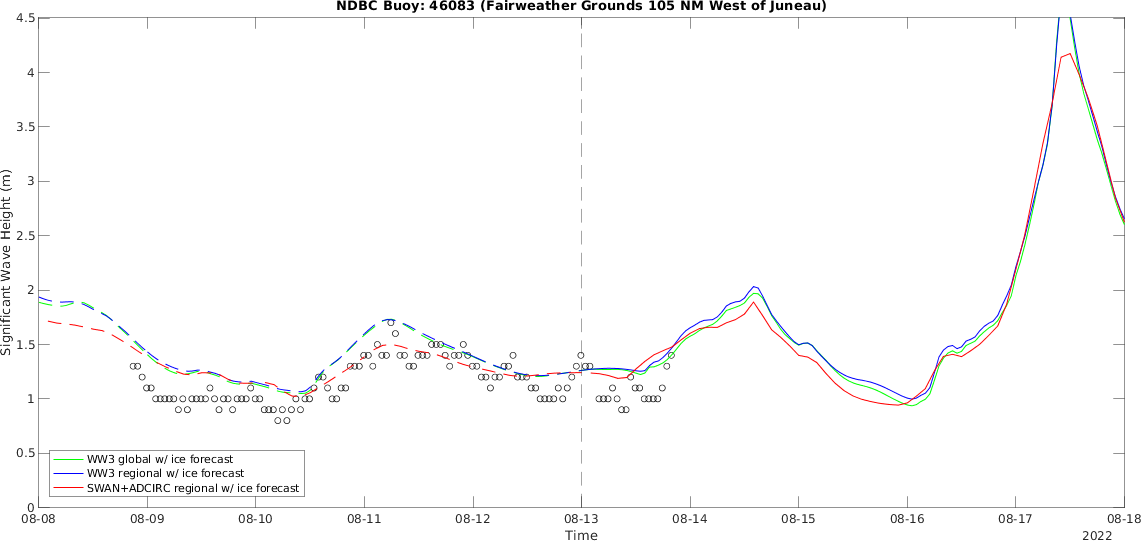 NDBC Buoy: 46083 (Fairweather Grounds 105 NM West of Juneau)
4.5
4
3.5
3
2.5
2
1.5
1
0.5
0
Significant Wave Height (m)
WW3 global w/ ice forecast
WW3 regional w/ ice forecast
SWAN+ADCIRC regional w/ ice forecast
08-08 08-09 08-10 08-11 08-12 08-13 08-14 08-15 08-16 08-17 08-18
Time
2022